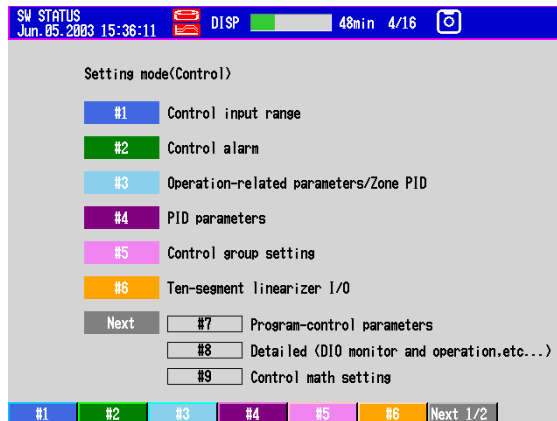 SW STATUS
Jun.05.2003 15:36:11
DISP
48min 4/16
Setting mode(Control)
#1 Control input range
#2 Control alarm
#3 Operation-related parameters/Zone PID
#4 PID parameters
#5 Control group setting
#6 Ten-segment linearizer I/O
Next #7 Program-control parameters
#8 Detailed (DIO monitor and operation,etc...)
#9 Control math setting
#1 #2 #3 #4 #5 #6 Next 1/2